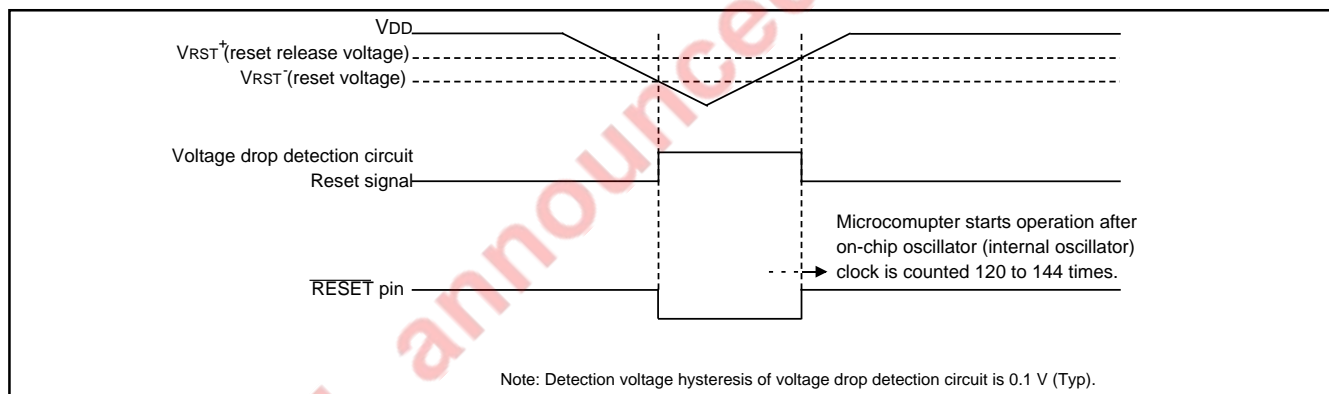 VDD
VRST+(reset release voltage)
VRST-(reset voltage)
Voltage drop detection circuit
Reset signal
Microcomupter starts operation after
on-chip oscillator (internal oscillator)
clock is counted 120 to 144 times.
RESET pin
Note: Detection voltage hysteresis of voltage drop detection circuit is 0.1 V (Typ).
announced